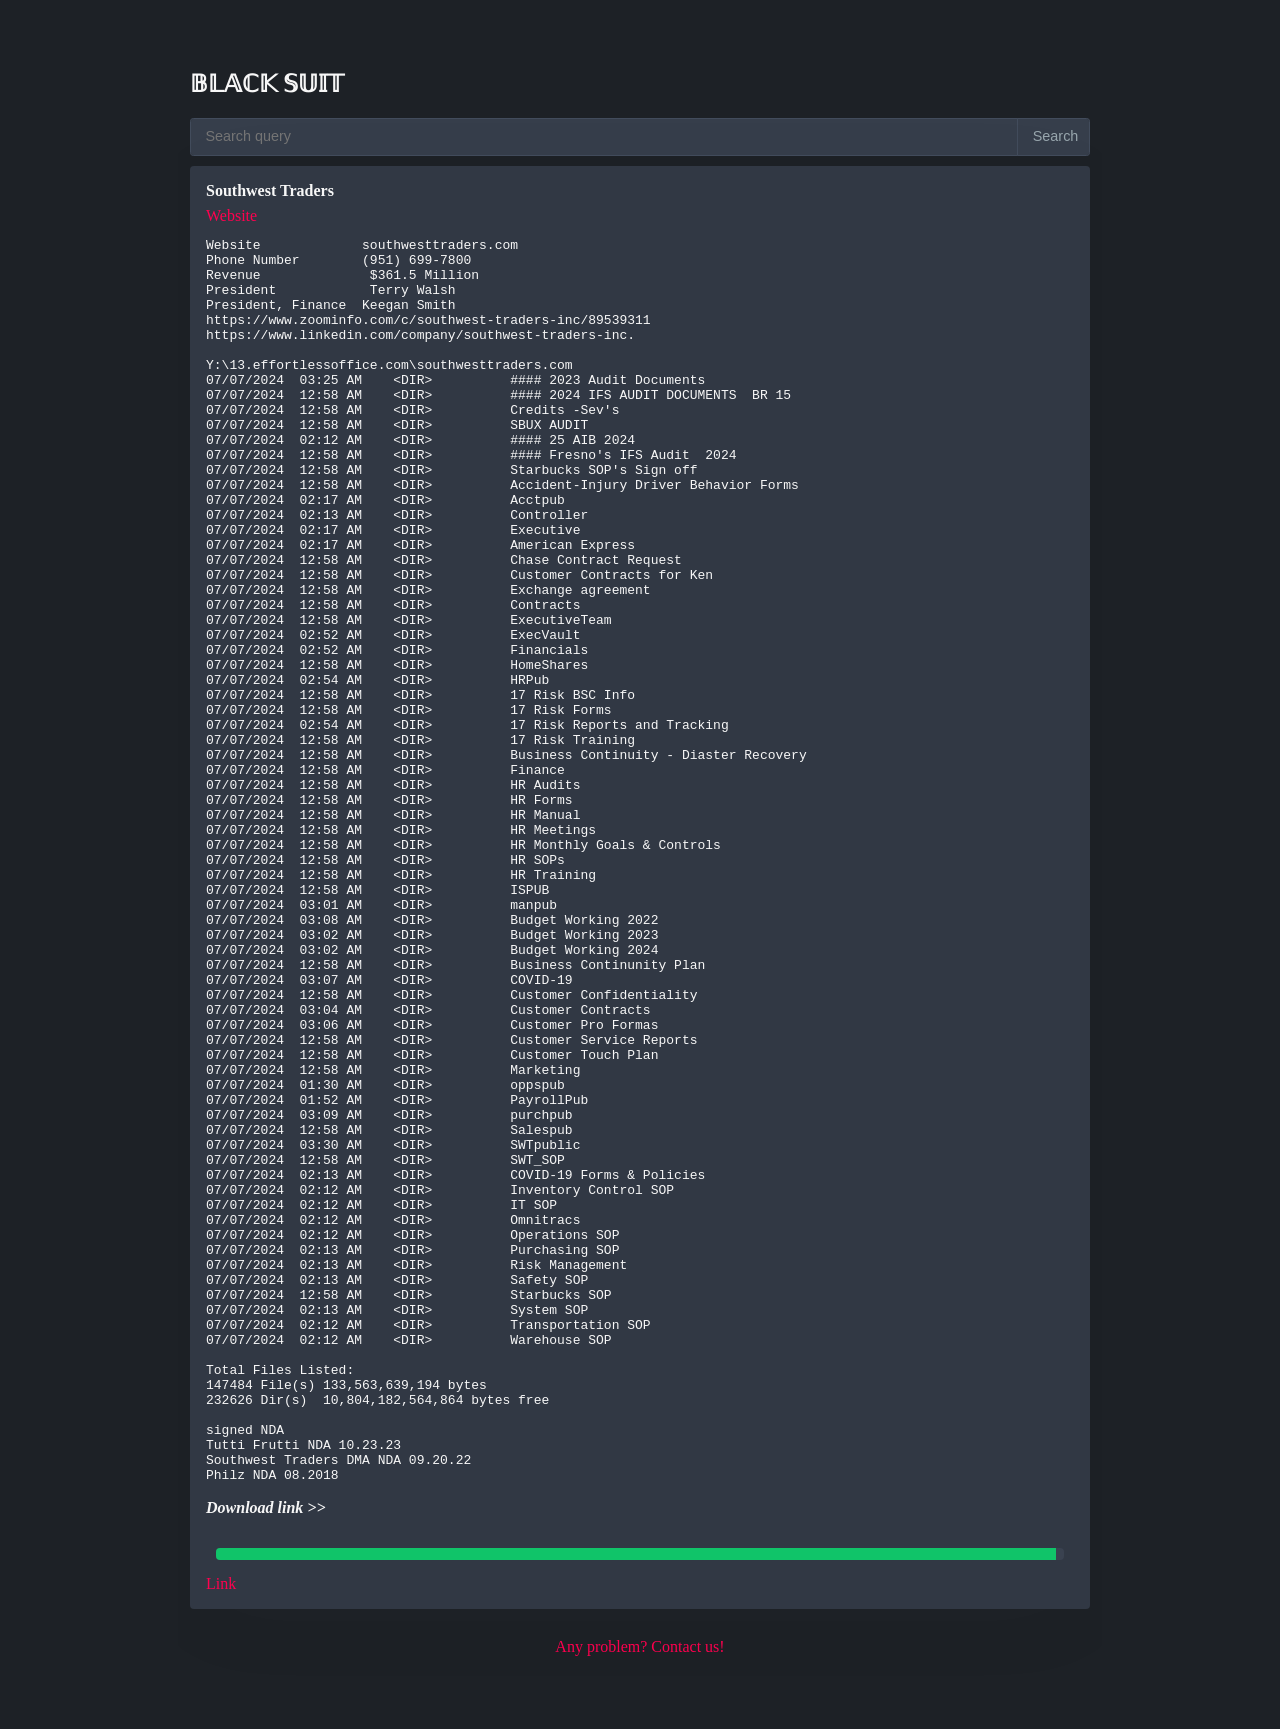 BLACK SUIT
Search query
Search
Southwest Traders
Website
Website             southwesttraders.com
Phone Number        (951) 699-7800
Revenue              $361.5 Million
President            Terry Walsh
President, Finance  Keegan Smith
https://www.zoominfo.com/c/southwest-traders-inc/89539311
https://www.linkedin.com/company/southwest-traders-inc.

Y:\13.effortlessoffice.com\southwesttraders.com
07/07/2024  03:25 AM    <DIR>          #### 2023 Audit Documents
07/07/2024  12:58 AM    <DIR>          #### 2024 IFS AUDIT DOCUMENTS  BR 15
07/07/2024  12:58 AM    <DIR>          Credits -Sev's
07/07/2024  12:58 AM    <DIR>          SBUX AUDIT
07/07/2024  02:12 AM    <DIR>          #### 25 AIB 2024
07/07/2024  12:58 AM    <DIR>          #### Fresno's IFS Audit  2024
07/07/2024  12:58 AM    <DIR>          Starbucks SOP's Sign off
07/07/2024  12:58 AM    <DIR>          Accident-Injury Driver Behavior Forms
07/07/2024  02:17 AM    <DIR>          Acctpub
07/07/2024  02:13 AM    <DIR>          Controller
07/07/2024  02:17 AM    <DIR>          Executive
07/07/2024  02:17 AM    <DIR>          American Express
07/07/2024  12:58 AM    <DIR>          Chase Contract Request
07/07/2024  12:58 AM    <DIR>          Customer Contracts for Ken
07/07/2024  12:58 AM    <DIR>          Exchange agreement
07/07/2024  12:58 AM    <DIR>          Contracts
07/07/2024  12:58 AM    <DIR>          ExecutiveTeam
07/07/2024  02:52 AM    <DIR>          ExecVault
07/07/2024  02:52 AM    <DIR>          Financials
07/07/2024  12:58 AM    <DIR>          HomeShares
07/07/2024  02:54 AM    <DIR>          HRPub
07/07/2024  12:58 AM    <DIR>          17 Risk BSC Info
07/07/2024  12:58 AM    <DIR>          17 Risk Forms
07/07/2024  02:54 AM    <DIR>          17 Risk Reports and Tracking
07/07/2024  12:58 AM    <DIR>          17 Risk Training
07/07/2024  12:58 AM    <DIR>          Business Continuity - Diaster Recovery
07/07/2024  12:58 AM    <DIR>          Finance
07/07/2024  12:58 AM    <DIR>          HR Audits
07/07/2024  12:58 AM    <DIR>          HR Forms
07/07/2024  12:58 AM    <DIR>          HR Manual
07/07/2024  12:58 AM    <DIR>          HR Meetings
07/07/2024  12:58 AM    <DIR>          HR Monthly Goals & Controls
07/07/2024  12:58 AM    <DIR>          HR SOPs
07/07/2024  12:58 AM    <DIR>          HR Training
07/07/2024  12:58 AM    <DIR>          ISPUB
07/07/2024  03:01 AM    <DIR>          manpub
07/07/2024  03:08 AM    <DIR>          Budget Working 2022
07/07/2024  03:02 AM    <DIR>          Budget Working 2023
07/07/2024  03:02 AM    <DIR>          Budget Working 2024
07/07/2024  12:58 AM    <DIR>          Business Continunity Plan
07/07/2024  03:07 AM    <DIR>          COVID-19
07/07/2024  12:58 AM    <DIR>          Customer Confidentiality
07/07/2024  03:04 AM    <DIR>          Customer Contracts
07/07/2024  03:06 AM    <DIR>          Customer Pro Formas
07/07/2024  12:58 AM    <DIR>          Customer Service Reports
07/07/2024  12:58 AM    <DIR>          Customer Touch Plan
07/07/2024  12:58 AM    <DIR>          Marketing
07/07/2024  01:30 AM    <DIR>          oppspub
07/07/2024  01:52 AM    <DIR>          PayrollPub
07/07/2024  03:09 AM    <DIR>          purchpub
07/07/2024  12:58 AM    <DIR>          Salespub
07/07/2024  03:30 AM    <DIR>          SWTpublic
07/07/2024  12:58 AM    <DIR>          SWT_SOP
07/07/2024  02:13 AM    <DIR>          COVID-19 Forms & Policies
07/07/2024  02:12 AM    <DIR>          Inventory Control SOP
07/07/2024  02:12 AM    <DIR>          IT SOP
07/07/2024  02:12 AM    <DIR>          Omnitracs
07/07/2024  02:12 AM    <DIR>          Operations SOP
07/07/2024  02:13 AM    <DIR>          Purchasing SOP
07/07/2024  02:13 AM    <DIR>          Risk Management
07/07/2024  02:13 AM    <DIR>          Safety SOP
07/07/2024  12:58 AM    <DIR>          Starbucks SOP
07/07/2024  02:13 AM    <DIR>          System SOP
07/07/2024  02:12 AM    <DIR>          Transportation SOP
07/07/2024  02:12 AM    <DIR>          Warehouse SOP

Total Files Listed:
147484 File(s) 133,563,639,194 bytes
232626 Dir(s)  10,804,182,564,864 bytes free

signed NDA
Tutti Frutti NDA 10.23.23
Southwest Traders DMA NDA 09.20.22
Philz NDA 08.2018
Download link >>
Link
Any problem? Contact us!